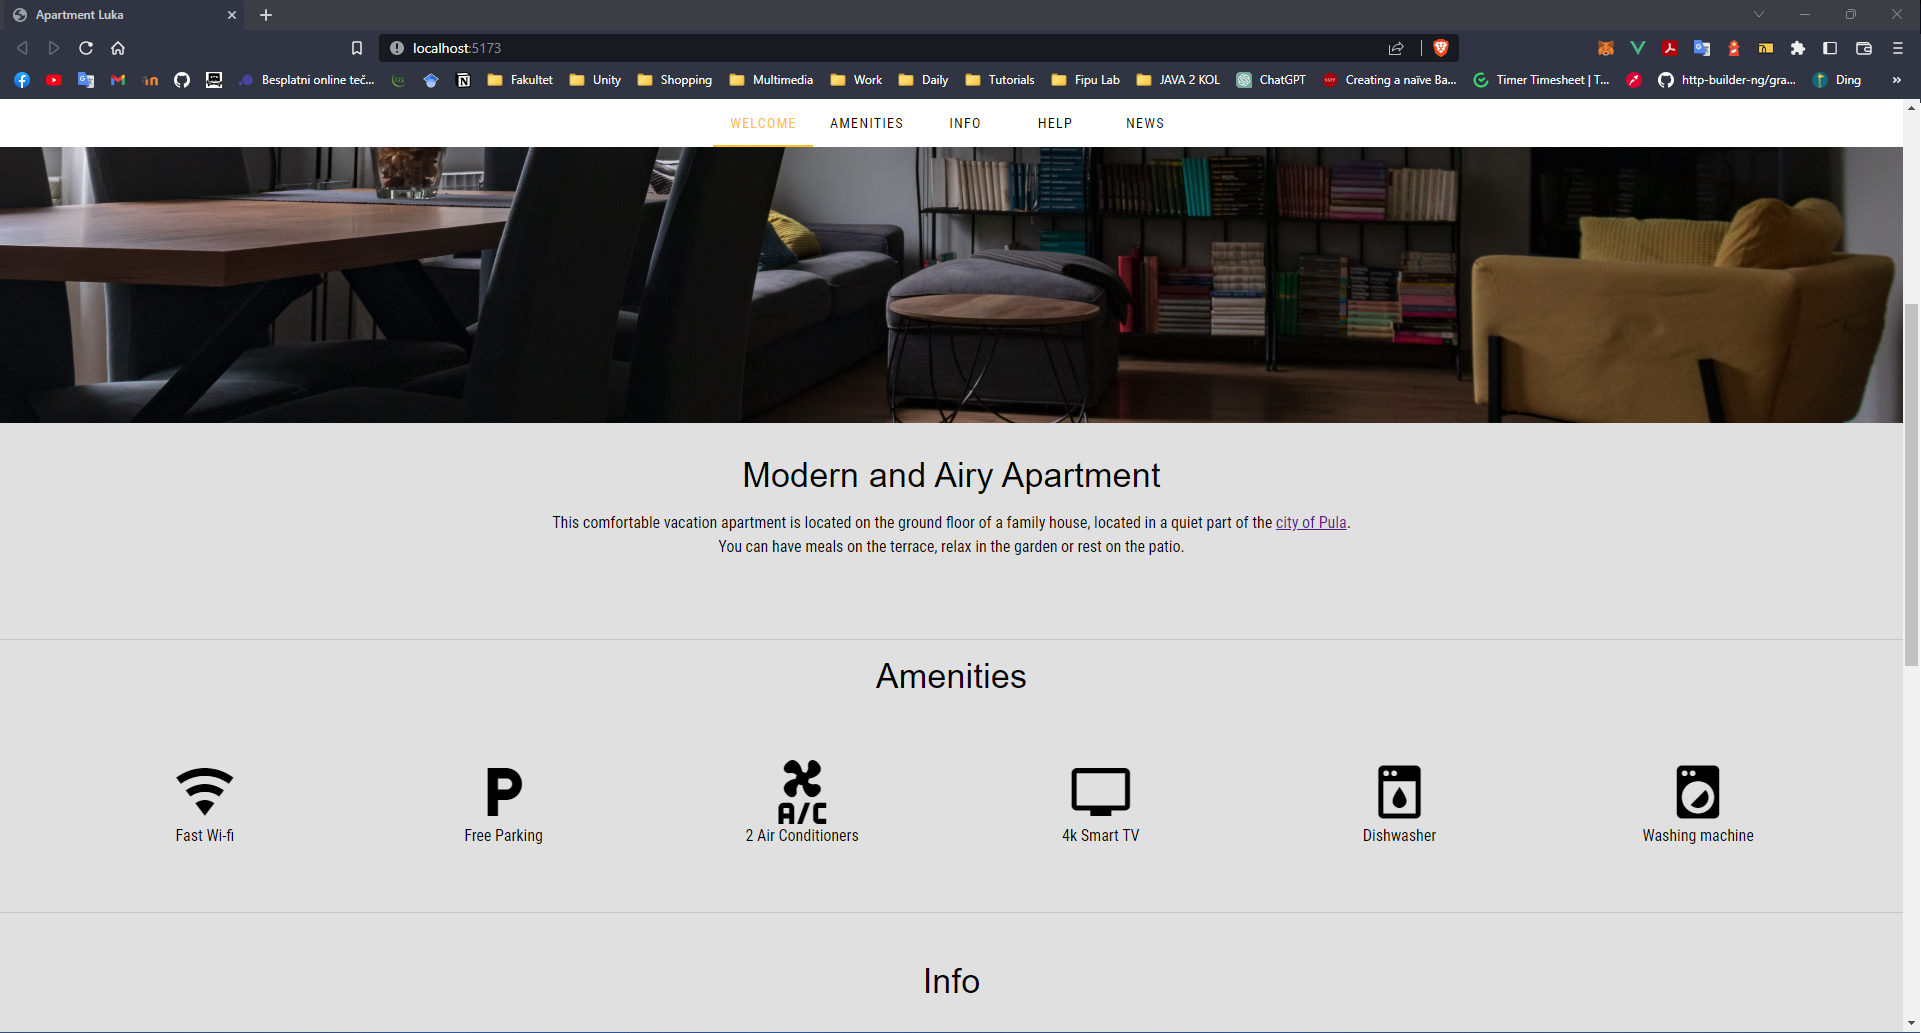 Apartment Luka
localhost:5173
Besplatni online teč... Fakultet Unity Shopping Multimedia Work Daily Tutorials Fipu Lab JAVA 2 KOL ChatGPT Creating a naïve Ba... Timer Timesheet | T... http-builder-ng/gra... Ding
WELCOME AMENITIES INFO HELP NEWS
Modern and Airy Apartment
This comfortable vacation apartment is located on the ground floor of a family house, located in a quiet part of the city of Pula.
You can have meals on the terrace, relax in the garden or rest on the patio.
Amenities
P A/C
Fast Wi-fi Free Parking 2 Air Conditioners 4k Smart TV Dishwasher Washing machine
Info